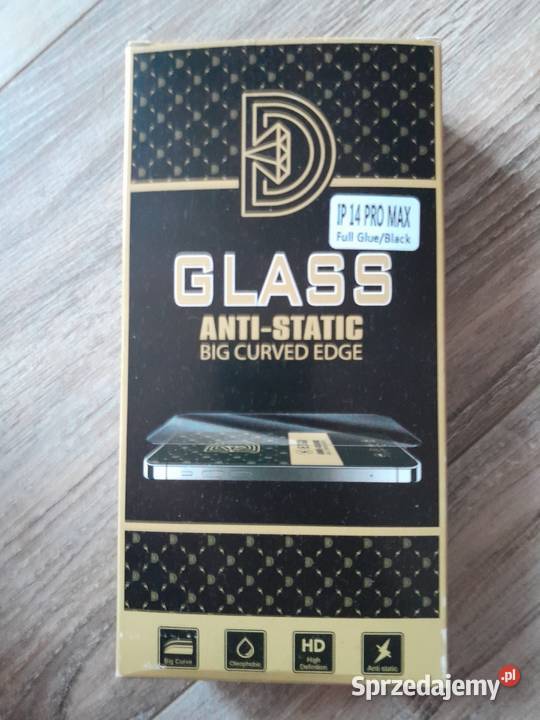 D
IP 14 PRO MAX
Full Glue/Black
GLASS
ANTI-STATIC
BIG CURVED EDGE
Big Curve
Oleophobic
HD
High
Definition
Anti static
Sprzedajemy.pl